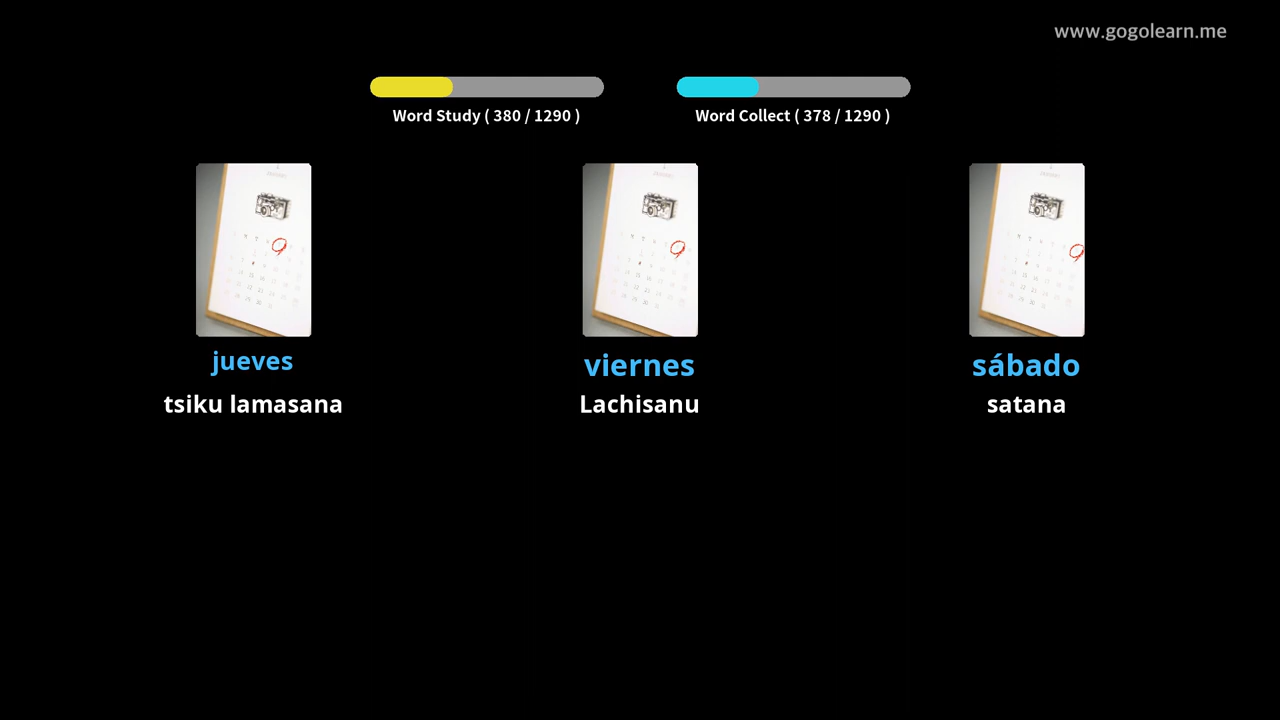 www.gogolearn.me
Word Study ( 380 / 1290 )
Word Collect ( 378 / 1290 )
jueves
viernes
sábado
tsiku lamasana
Lachisanu
satana